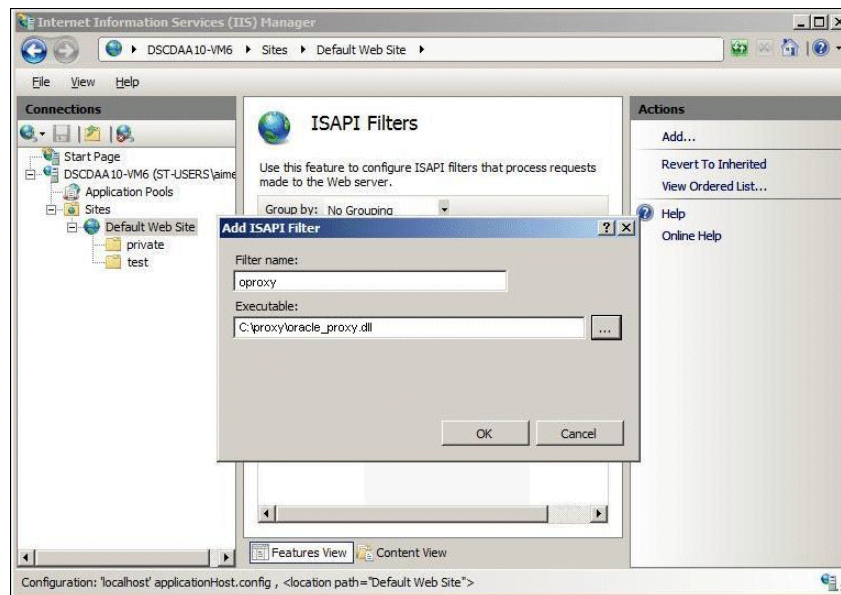 Internet Information Services (IIS) Manager
DSCDAA10-VM6 Sites Default Web Site
File View Help
Connections
Start Page
DSCDAA10-VM6 (ST-USERS\aime
Application Pools
Sites
Default Web Site
private
test
ISAPI Filters
Use this feature to configure ISAPI filters that process requests
made to the Web server.
Group by: No Grouping
Add ISAPI Filter
Filter name:
oproxy
Executable:
C:\proxy\oracle_proxy.dll
...
OK Cancel
Features View Content View
Actions
Add...
Revert To Inherited
View Ordered List...
Help
Online Help
Configuration: 'localhost' applicationHost.config , <location path="Default Web Site">